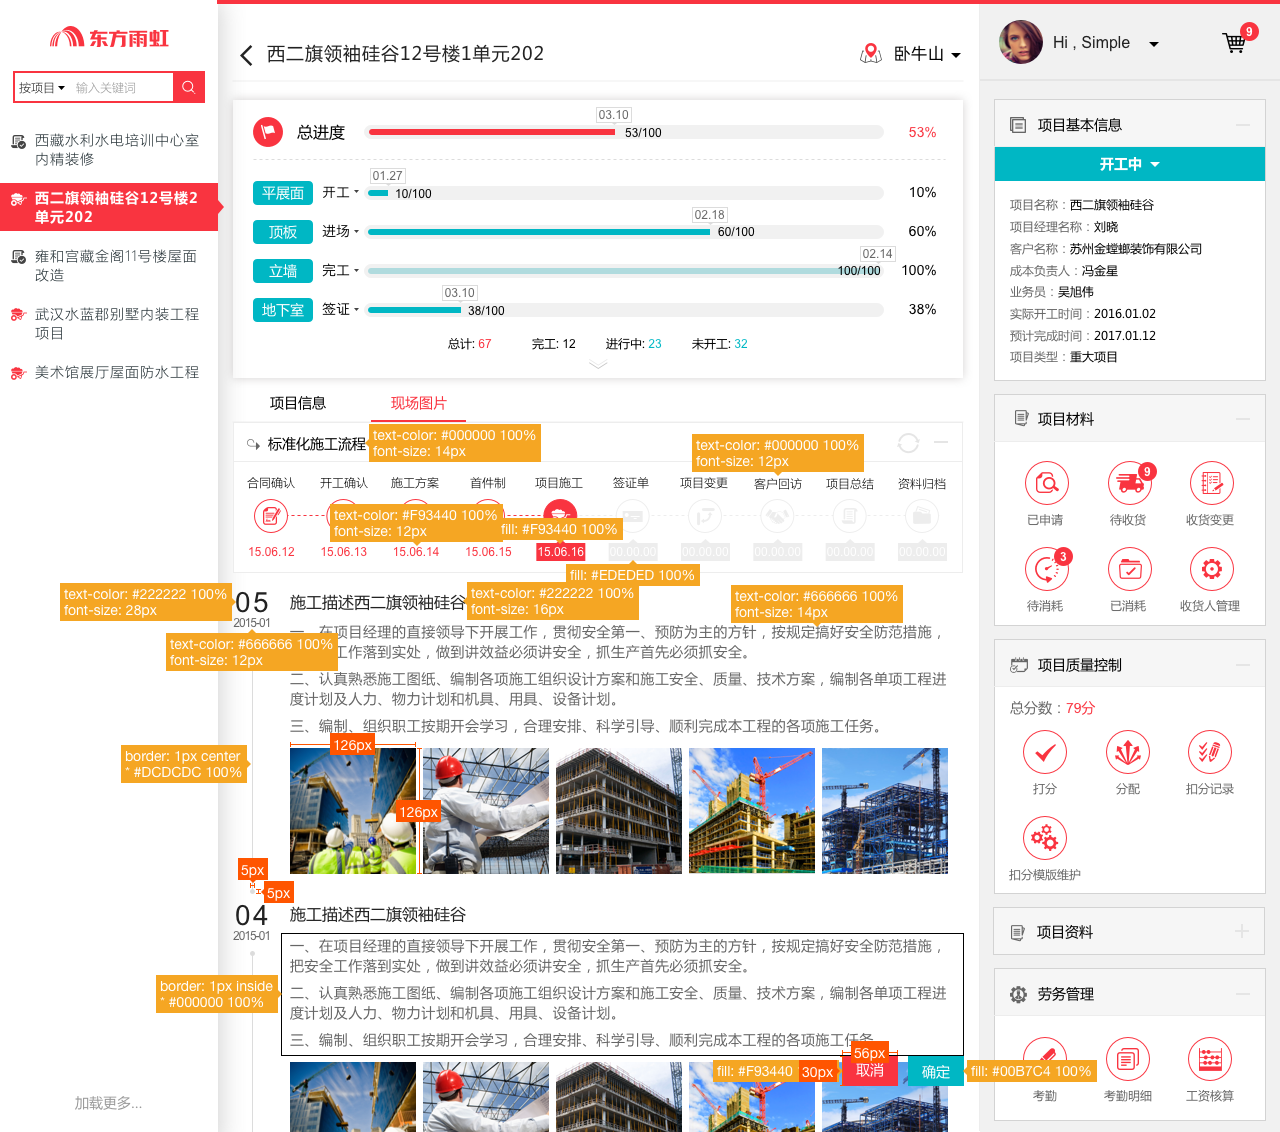 东方雨虹
按项目
输入关键词
西藏水利水电培训中心室
内精装修
西二旗领袖硅谷12号楼2
单元202
雍和宫藏金阁11号楼屋面
改造
武汉水蓝郡别墅内装工程
项目
美术馆展厅屋面防水工程
加载更多...
西二旗领袖硅谷12号楼1单元202
卧牛山
总进度
03.10
53/100
53%
平展面
开工
01.27
10/100
10%
顶板
进场
02.18
60/100
60%
立墙
完工
02.14
100/100
100%
地下室
签证
03.10
38/100
38%
总计: 67
完工: 12
进行中: 23
未开工: 32
项目信息
现场图片
标准化施工流程
text-color: #000000 100%
font-size: 14px
text-color: #000000 100%
font-size: 12px
合同确认
开工确认
施工方案
首件制
项目施工
签证单
项目变更
客户回访
项目总结
资料归档
text-color: #F93440 100%
font-size: 12px
fill: #F93440 100%
15.06.12
15.06.13
15.06.14
15.06.15
15.06.16
00.00.00
00.00.00
00.00.00
00.00.00
00.00.00
fill: #EDEDED 100%
text-color: #222222 100%
font-size: 28px
05
2015-01
施工描述西二旗领袖硅谷
text-color: #222222 100%
font-size: 16px
text-color: #666666 100%
font-size: 14px
text-color: #666666 100%
font-size: 12px
一、在项目经理的直接领导下开展工作，贯彻安全第一、预防为主的方针，按规定搞好安全防范措施，
工作落到实处，做到讲效益必须讲安全，抓生产首先必须抓安全。
二、认真熟悉施工图纸、编制各项施工组织设计方案和施工安全、质量、技术方案，编制各单项工程进
度计划及人力、物力计划和机具、用具、设备计划。
三、编制、组织职工按期开会学习，合理安排、科学引导、顺利完成本工程的各项施工任务。
126px
border: 1px center
* #DCDCDC 100%
126px
5px
5px
04
2015-01
施工描述西二旗领袖硅谷
一、在项目经理的直接领导下开展工作，贯彻安全第一、预防为主的方针，按规定搞好安全防范措施，
把安全工作落到实处，做到讲效益必须讲安全，抓生产首先必须抓安全。
二、认真熟悉施工图纸、编制各项施工组织设计方案和施工安全、质量、技术方案，编制各单项工程进
度计划及人力、物力计划和机具、用具、设备计划。
三、编制、组织职工按期开会学习，合理安排、科学引导、顺利完成本工程的各项施工任务
border: 1px inside
* #000000 100%
56px
fill: #F93440
30px
取消
确定
fill: #00B7C4 100%
Hi , Simple
9
项目基本信息
开工中
项目名称：西二旗领袖硅谷
项目经理名称：刘晓
客户名称：苏州金螳螂装饰有限公司
成本负责人：冯金星
业务员：吴旭伟
实际开工时间：2016.01.02
预计完成时间：2017.01.12
项目类型：重大项目
项目材料
9
已申请
待收货
收货变更
3
待消耗
已消耗
收货人管理
项目质量控制
总分数：79分
打分
分配
扣分记录
扣分模版维护
项目资料
劳务管理
考勤
考勤明细
工资核算